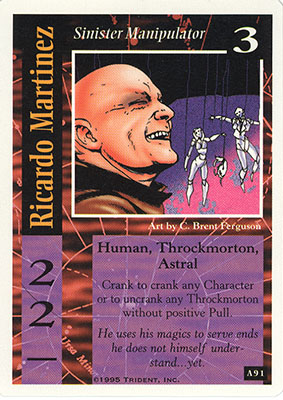 Sinister Manipulator
3
Ricardo Martinez
Art by C. Brent Ferguson
Human, Throckmorton,
Astral
Crank to crank any Character
or to uncrank any Throckmorton
without positive Pull.
He uses his magics to serve ends
he does not himself under-
stand...yet.
2
2
©1995 TRIDENT, INC.
A91